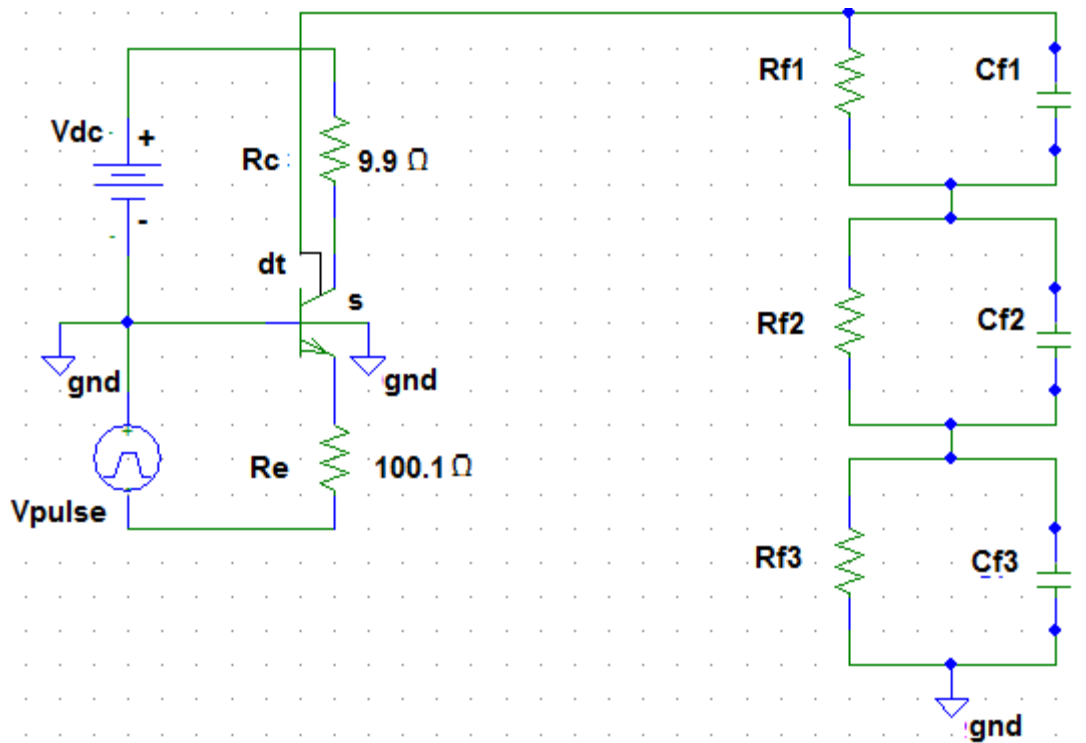 Rf1
Cf1
Vdc
+
Rc
9.9 Ω
-
dt
s
Rf2
Cf2
gnd
gnd
+
Re
100.1 Ω
Vpulse
Rf3
Cf3
gnd